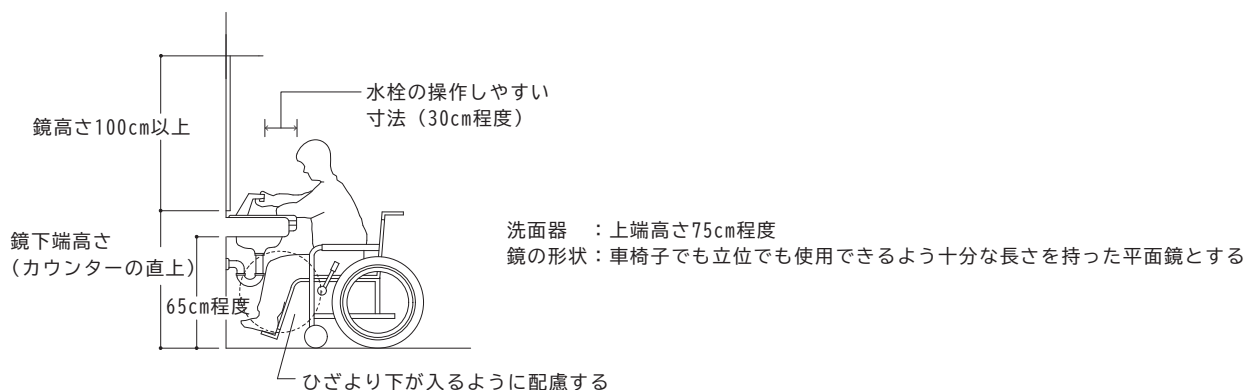 水栓の操作しやすい
寸法（30cm程度）
鏡高さ100cm以上
洗面器　：上端高さ75cm程度
鏡の形状：車椅子でも立位でも使用できるよう十分な長さを持った平面鏡とする
鏡下端高さ
（カウンターの直上）
65cm程度
ひざより下が入るように配慮する